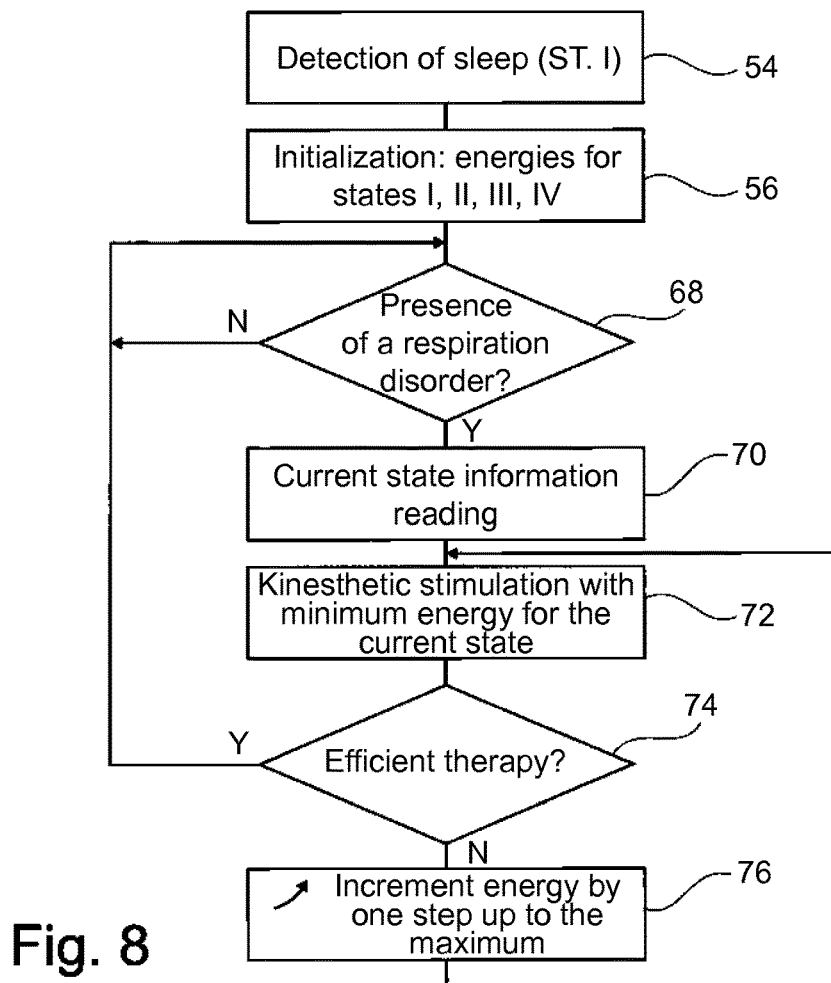 Detection of sleep (ST. I)
54
Initialization: energies for
states I, II, III, IV
56
Presence
of a respiration
disorder?
68
N
Y
Current state information
reading
70
Kinesthetic stimulation with
minimum energy for the
current state
72
Efficient therapy?
74
Y
N
Increment energy by
one step up to the
maximum
76
Fig. 8